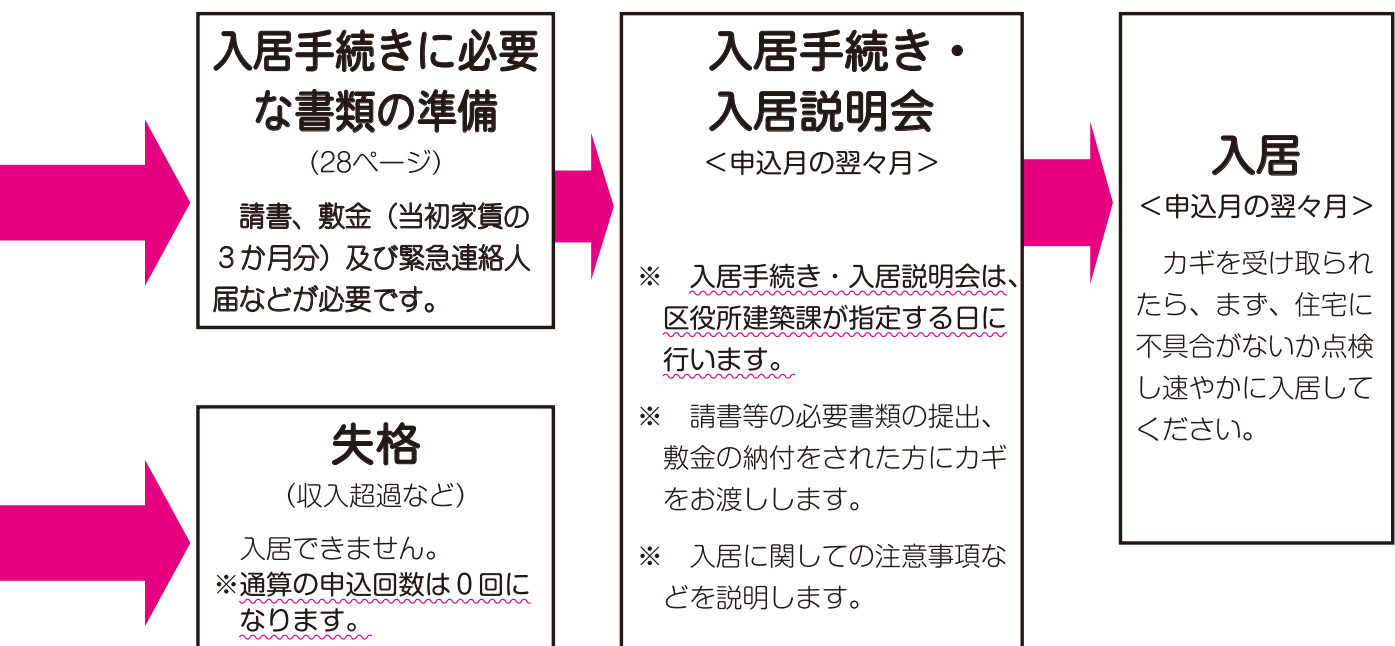 入居手続きに必要
な書類の準備
（28ページ）
請書、敷金（当初家賃の
３か月分）及び緊急連絡人
届などが必要です。
失格
（収入超過など）
入居できません。
※通算の申込回数は０回に
なります。
入居手続き・
入居説明会
＜申込月の翌々月＞
※　入居手続き・入居説明会は、
区役所建築課が指定する日に
行います。
※　請書等の必要書類の提出、
敷金の納付をされた方にカギ
をお渡しします。
※　入居に関しての注意事項な
どを説明します。
入居
＜申込月の翌々月＞
カギを受け取られ
たら、まず、住宅に
不具合がないか点検
し速やかに入居して
ください。